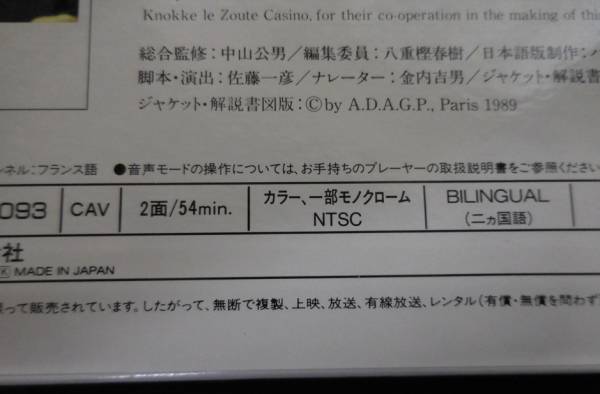 Knokke le Zoute Casino, for their co-operation in the making of this
総合監修:中山公男/編集委員:八重樫春樹/日本語版制作:
脚本・演出:佐藤一彦/ナレーター:金内吉男/ジャケット・解説書
ジャケット・解説書図版:©by A.D.A.G.P., Paris 1989
ンネル:フランス語 ●音声モードの操作については、お手持ちのプレーヤーの取扱説明書をご参照ください
093 CAV 2面/54min. カラー、一部モノクローム NTSC BILINGUAL (二ヵ国語)
社
K MADE IN JAPAN
って販売されています。したがって、無断で複製、上映、放送、有線放送、レンタル(有償・無償を問わず